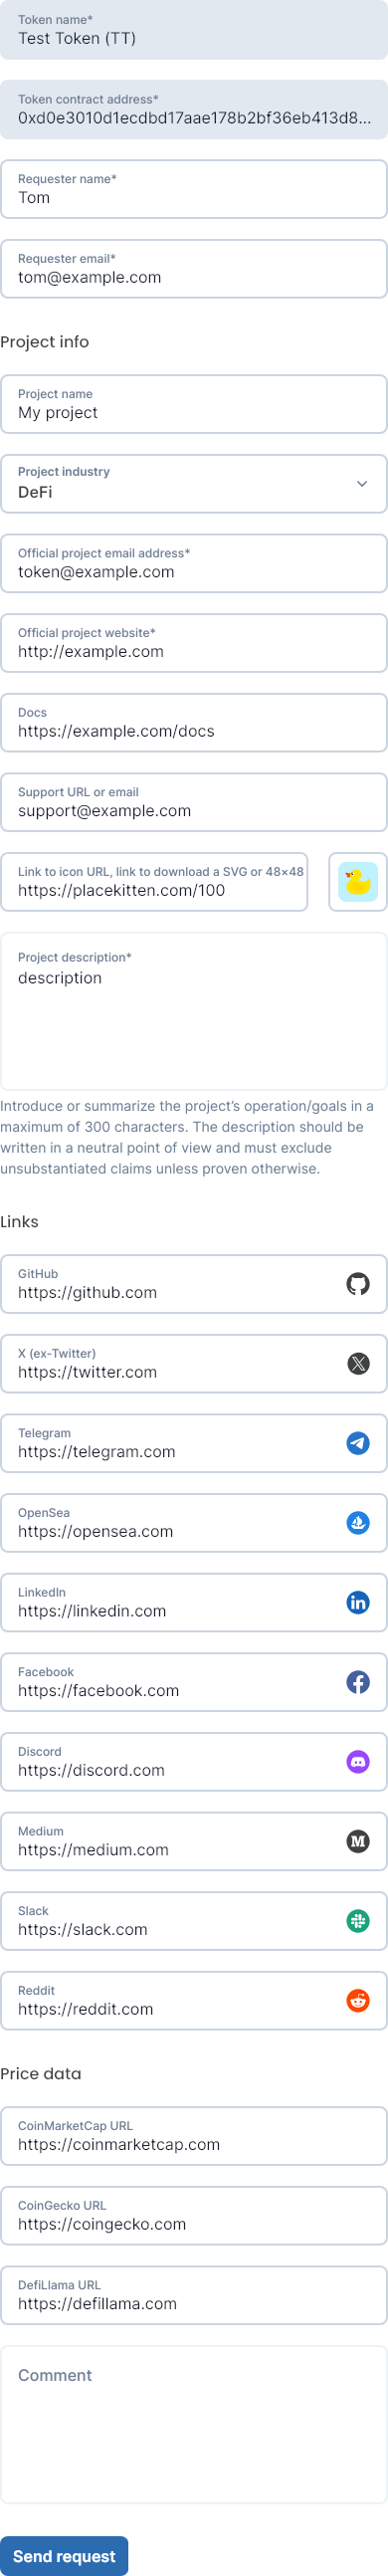 Token name*
Test Token (TT)
Token contract address*
0xd0e3010d1ecdbd17aae178b2bf36eb413d8...
Requester name*
Tom
Requester email*
tom@example.com
Project info
Project name
My project
Project industry
DeFi
Official project email address*
token@example.com
Official project website*
http://example.com
Docs
https://example.com/docs
Support URL or email
support@example.com
Link to icon URL, link to download a SVG or 48×48
https://placekitten.com/100
Project description*
description
Introduce or summarize the project’s operation/goals in a
maximum of 300 characters. The description should be
written in a neutral point of view and must exclude
unsubstantiated claims unless proven otherwise.
Links
GitHub
https://github.com
X (ex-Twitter)
https://twitter.com
Telegram
https://telegram.com
OpenSea
https://opensea.com
LinkedIn
https://linkedin.com
Facebook
https://facebook.com
Discord
https://discord.com
Medium
https://medium.com
Slack
https://slack.com
Reddit
https://reddit.com
Price data
CoinMarketCap URL
https://coinmarketcap.com
CoinGecko URL
https://coingecko.com
DefiLlama URL
https://defillama.com
Comment
Send request